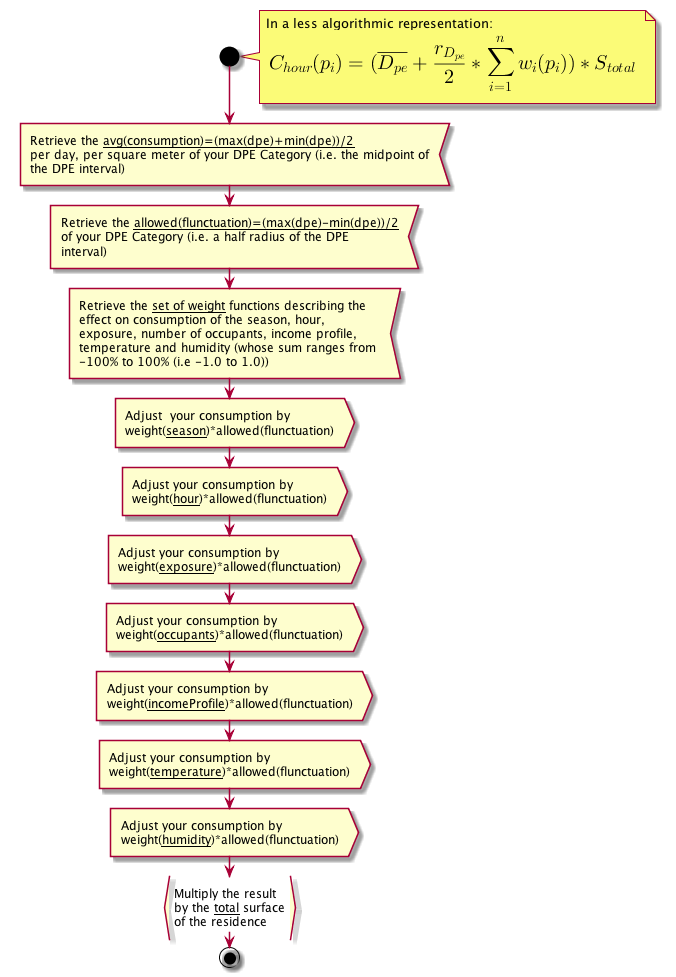 In a less algorithmic representation:
C_{hour}(p_i) = (\overline{D_{pe}} + \frac{r_{D_{pe}}}{2} * \sum_{i=1}^{n} w_i(p_i)) * S_{total}
Retrieve the avg(consumption)=(max(dpe)+min(dpe))/2
per day, per square meter of your DPE Category (i.e. the midpoint of
the DPE interval)
Retrieve the allowed(flunctuation)=(max(dpe)-min(dpe))/2
of your DPE Category (i.e. a half radius of the DPE
interval)
Retrieve the set of weight functions describing the
effect on consumption of the season, hour,
exposure, number of occupants, income profile,
temperature and humidity (whose sum ranges from
-100% to 100% (i.e -1.0 to 1.0))
Adjust  your consumption by
weight(season)*allowed(flunctuation)
Adjust your consumption by
weight(hour)*allowed(flunctuation)
Adjust your consumption by
weight(exposure)*allowed(flunctuation)
Adjust your consumption by
weight(occupants)*allowed(flunctuation)
Adjust your consumption by
weight(incomeProfile)*allowed(flunctuation)
Adjust your consumption by
weight(temperature)*allowed(flunctuation)
Adjust your consumption by
weight(humidity)*allowed(flunctuation)
Multiply the result
by the total surface
of the residence